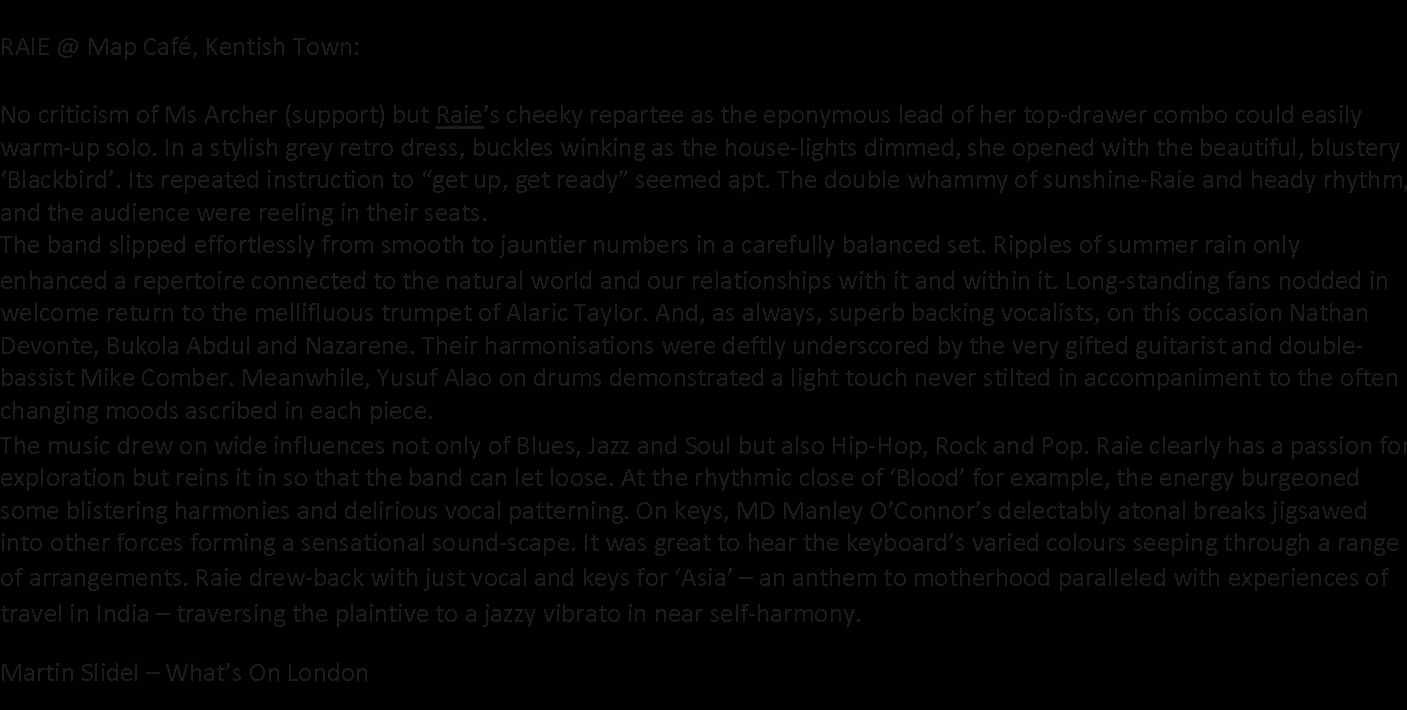 RAIE @ Map Café, Kentish Town:
No criticism of Ms Archer (support) but Raie’s cheeky repartee as the eponymous lead of her top-drawer combo could easily
warm-up solo. In a stylish grey retro dress, buckles winking as the house-lights dimmed, she opened with the beautiful, blustery
‘Blackbird’. Its repeated instruction to “get up, get ready” seemed apt. The double whammy of sunshine-Raie and heady rhythm,
and the audience were reeling in their seats.
The band slipped effortlessly from smooth to jauntier numbers in a carefully balanced set. Ripples of summer rain only
enhanced a repertoire connected to the natural world and our relationships with it and within it. Long-standing fans nodded in
welcome return to the mellifluous trumpet of Alaric Taylor. And, as always, superb backing vocalists, on this occasion Nathan
Devonte, Bukola Abdul and Nazarene. Their harmonisations were deftly underscored by the very gifted guitarist and double-
bassist Mike Comber. Meanwhile, Yusuf Alao on drums demonstrated a light touch never stilted in accompaniment to the often
changing moods ascribed in each piece.
The music drew on wide influences not only of Blues, Jazz and Soul but also Hip-Hop, Rock and Pop. Raie clearly has a passion for
exploration but reins it in so that the band can let loose. At the rhythmic close of ‘Blood’ for example, the energy burgeoned
some blistering harmonies and delirious vocal patterning. On keys, MD Manley O’Connor’s delectably atonal breaks jigsawed
into other forces forming a sensational sound-scape. It was great to hear the keyboard’s varied colours seeping through a range
of arrangements. Raie drew-back with just vocal and keys for ‘Asia’ – an anthem to motherhood paralleled with experiences of
travel in India – traversing the plaintive to a jazzy vibrato in near self-harmony.
Martin Slidel – What’s On London